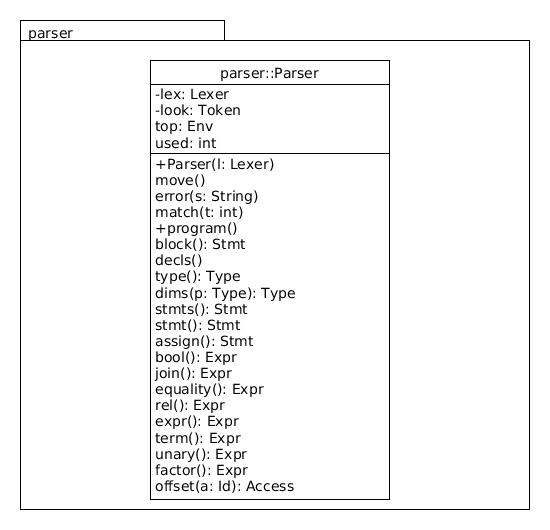 parser
parser::Parser
-lex: Lexer
-look: Token
top: Env
used: int
+Parser(l: Lexer)
move()
error(s: String)
match(t: int)
+program()
block(): Stmt
decls()
type(): Type
dims(p: Type): Type
stmts(): Stmt
stmt(): Stmt
assign(): Stmt
bool(): Expr
join(): Expr
equality(): Expr
rel(): Expr
expr(): Expr
term(): Expr
unary(): Expr
factor(): Expr
offset(a: Id): Access